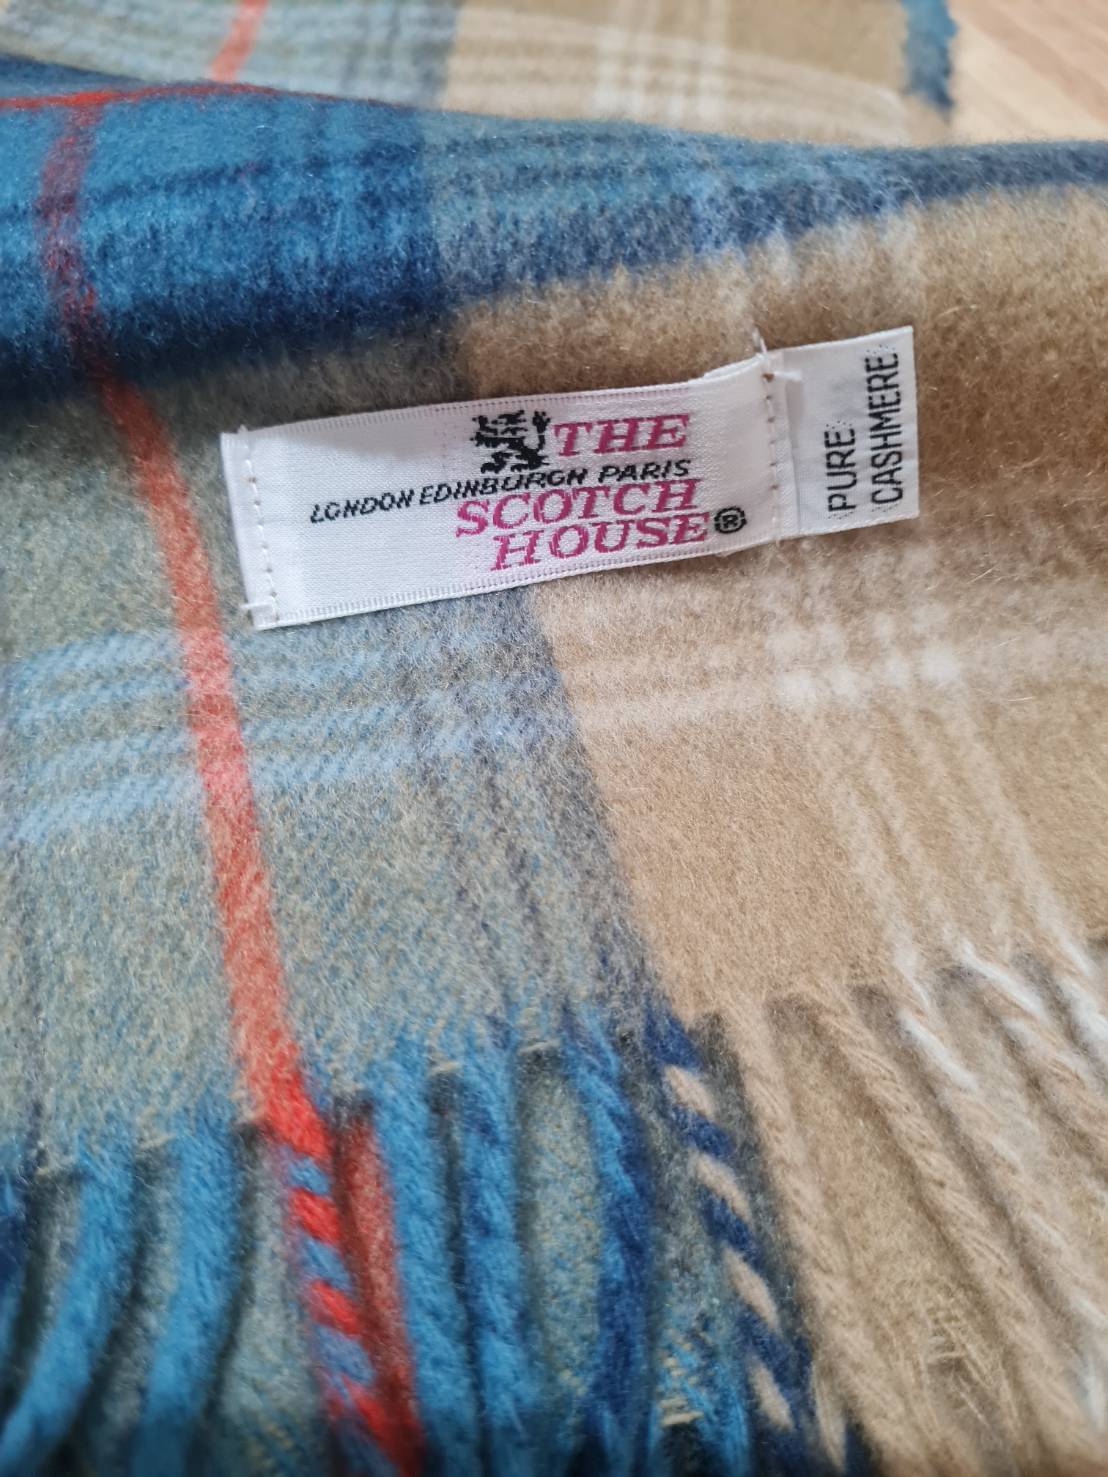 THE
LONDON EDINBURGH PARIS
SCOTCH
HOUSE®
PURE
CASHMERE